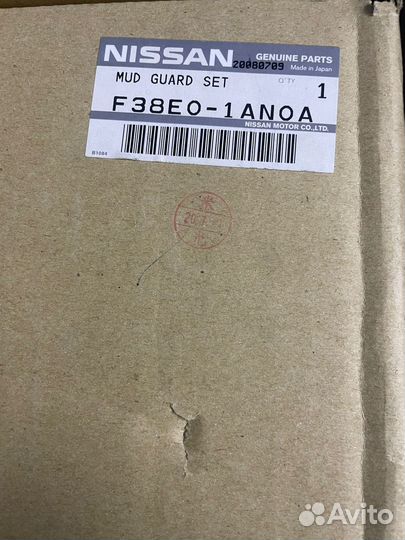 NISSAN 20080709 GENUINE PARTS
Made in Japan
MUD GUARD SET Q'TY 1
F38E0-1AN0A
NISSAN MOTOR CO.,LTD.
B1084
米
Avito